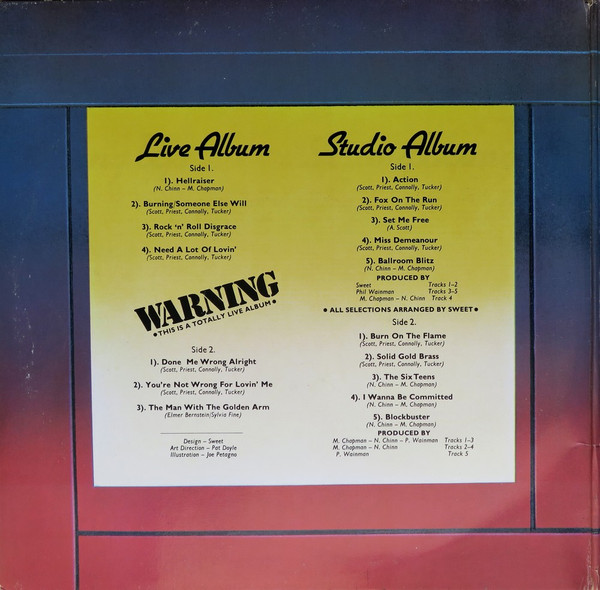 Live Album
Side 1.
1). Hellraiser
(N. Chinn – M. Chapman)
2). Burning/Someone Else Will
(Scott, Priest, Connolly, Tucker)
3). Rock 'n' Roll Disgrace
(Scott, Priest, Connolly, Tucker)
4). Need A Lot Of Lovin'
(Scott, Priest, Connolly, Tucker)
WARNING
• THIS IS A TOTALLY LIVE ALBUM •
Side 2.
1). Done Me Wrong Alright
(Scott, Priest, Connolly, Tucker)
2). You're Not Wrong For Lovin' Me
(Scott, Priest, Connolly, Tucker)
3). The Man With The Golden Arm
(Elmer Bernstein/Sylvia Fine)
Design – Sweet
Art Direction – Pat Doyle
Illustration – Joe Petagno
Studio Album
Side 1.
1). Action
(Scott, Priest, Connolly, Tucker)
2). Fox On The Run
(Scott, Priest, Connolly, Tucker)
3). Set Me Free
(A. Scott)
4). Miss Demeanour
(Scott, Priest, Connolly, Tucker)
5). Ballroom Blitz
(N. Chinn – M. Chapman)
PRODUCED BY
Sweet Tracks 1–2
Phil Wainman Tracks 3–5
M. Chapman – N. Chinn Track 4
• ALL SELECTIONS ARRANGED BY SWEET •
Side 2.
1). Burn On The Flame
(Scott, Priest, Connolly, Tucker)
2). Solid Gold Brass
(Scott, Priest, Connolly, Tucker)
3). The Six Teens
(N. Chinn – M. Chapman)
4). I Wanna Be Committed
(N. Chinn – M. Chapman)
5). Blockbuster
(N. Chinn – M. Chapman)
PRODUCED BY
M. Chapman – N. Chinn – P. Wainman Tracks 1–3
M. Chapman – N. Chinn Tracks 2–4
P. Wainman Track 5